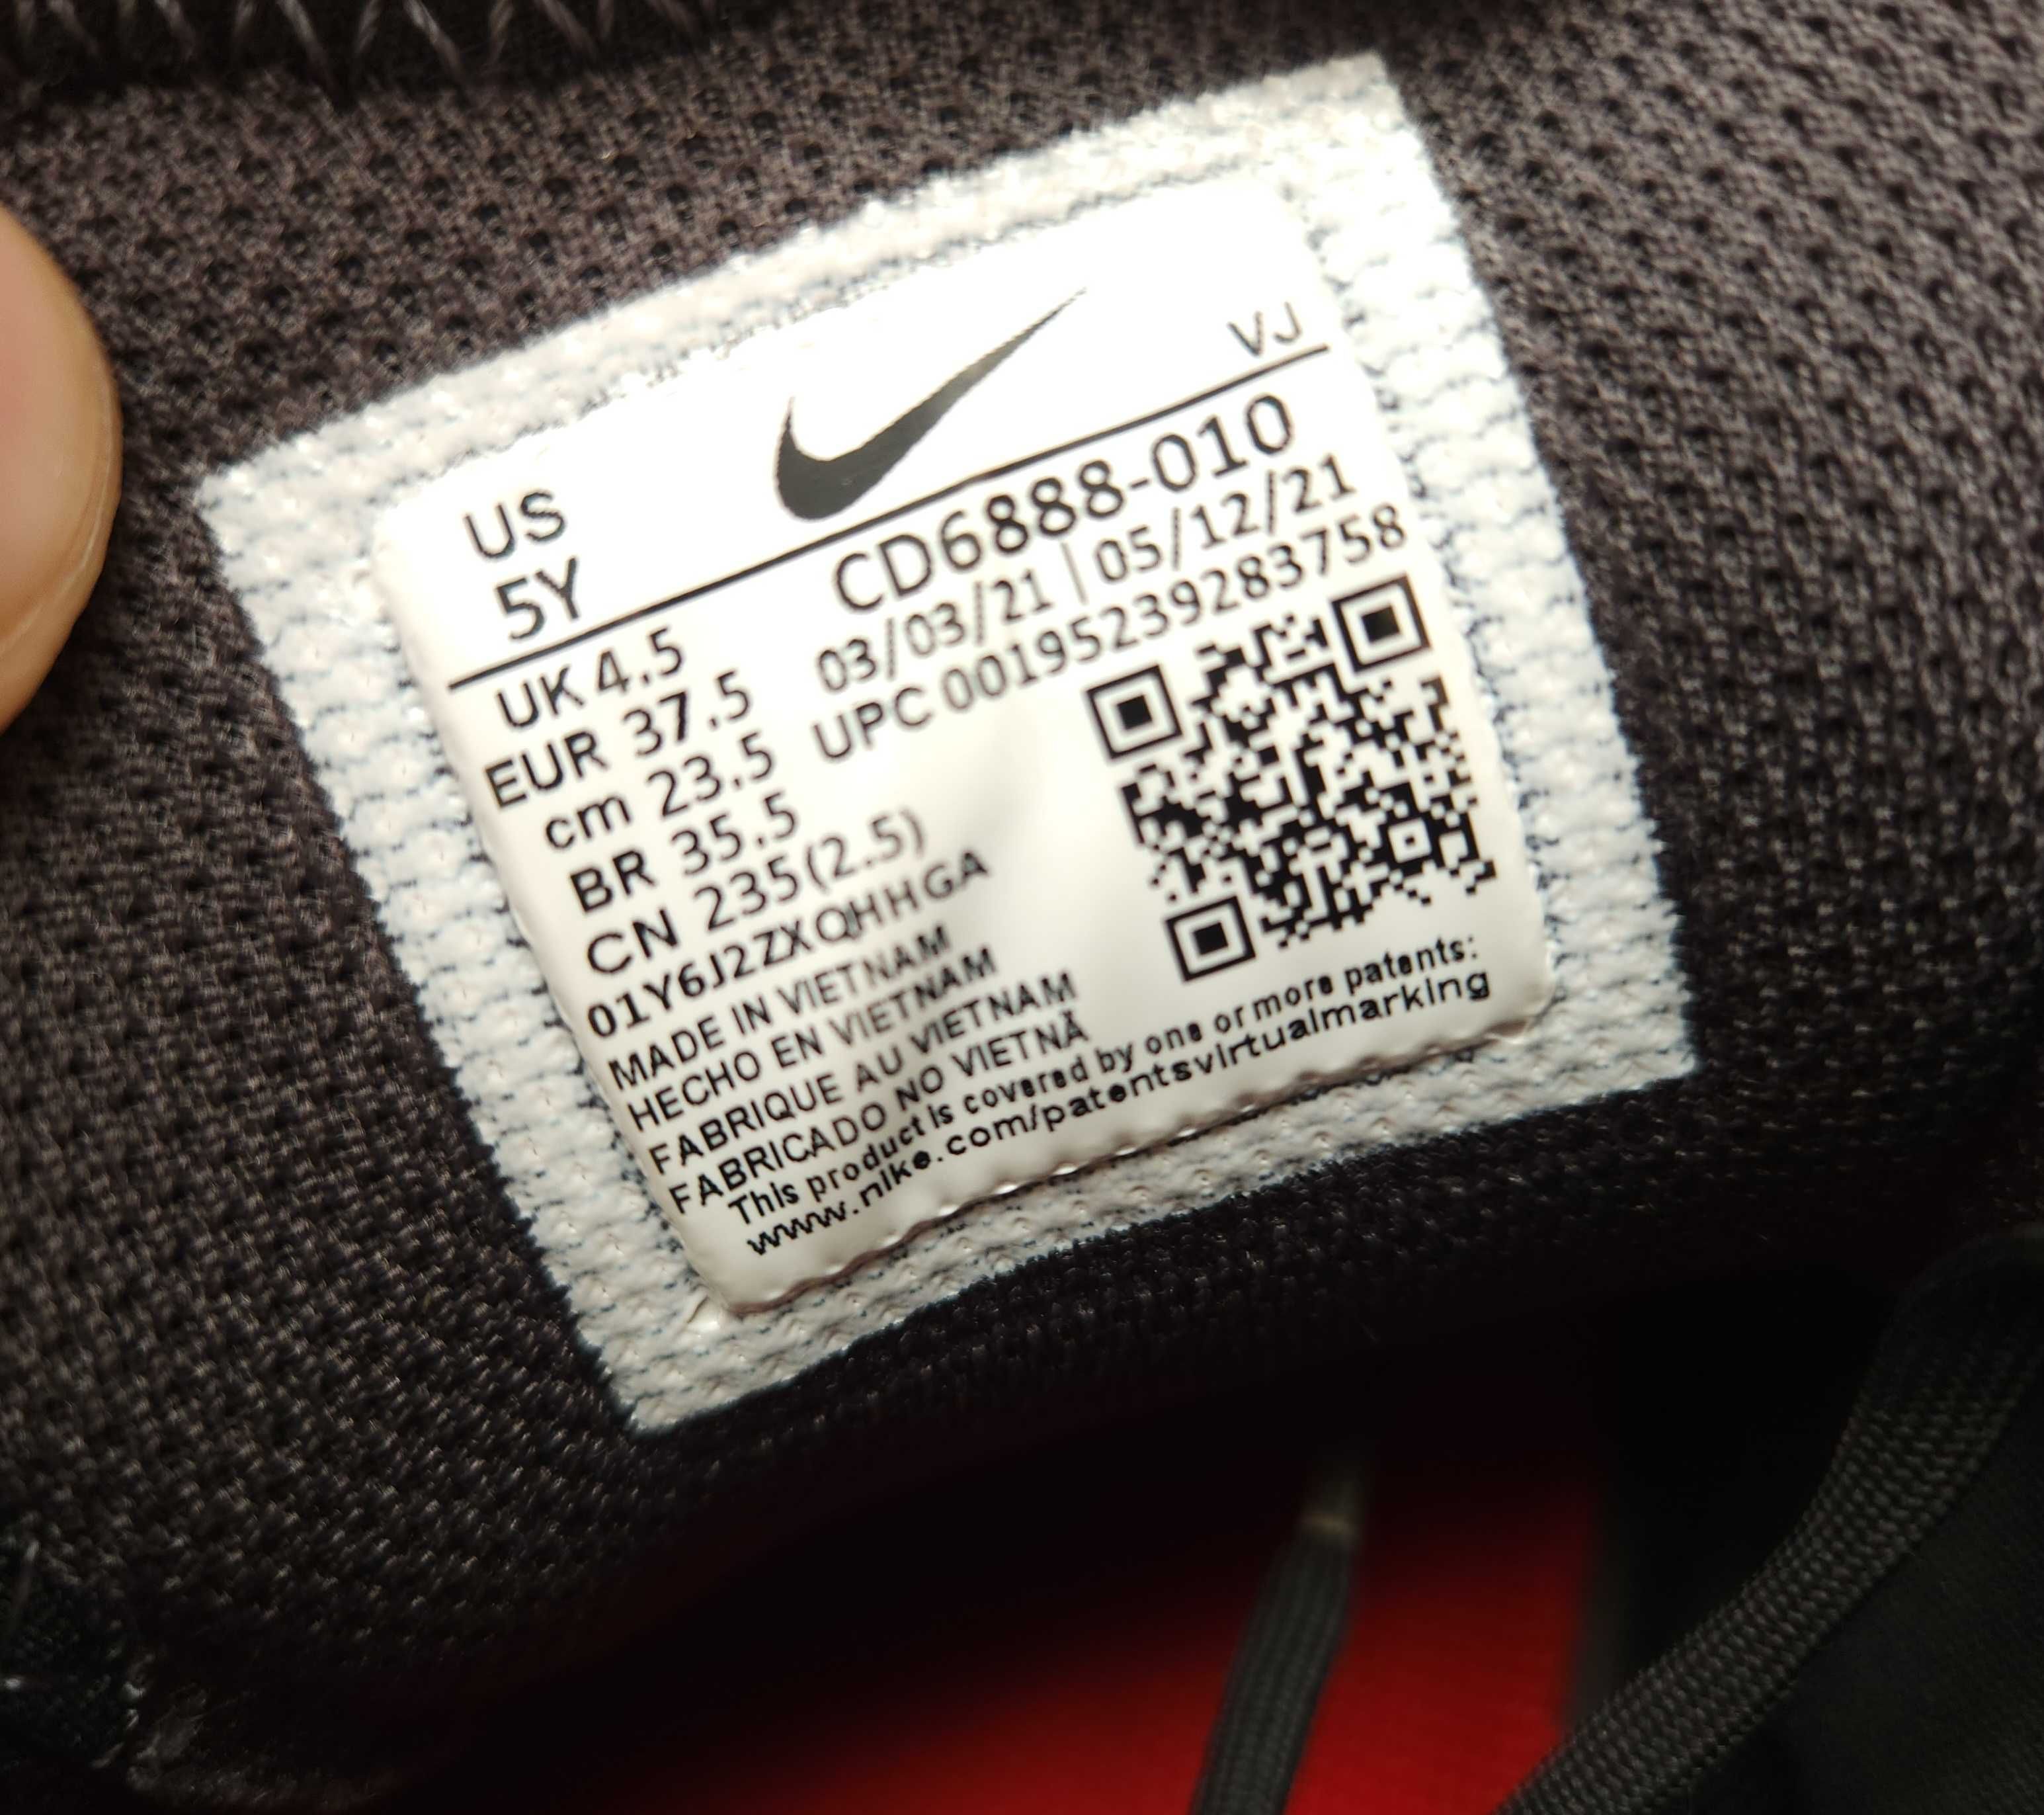 VJ
US
5Y
CD6888-010
03/03/21 | 05/12/21
UPC 00195239283758
UK 4.5
EUR 37.5
cm 23.5
BR 35.5
CN 235(2.5)
01Y6J2ZXQHHGA
MADE IN VIETNAM
HECHO EN VIETNAM
FABRIQUE AU VIETNAM
FABRICADO NO VIETNÃ
This product is covered by one or more patents:
www.nike.com/patentsvirtualmarking